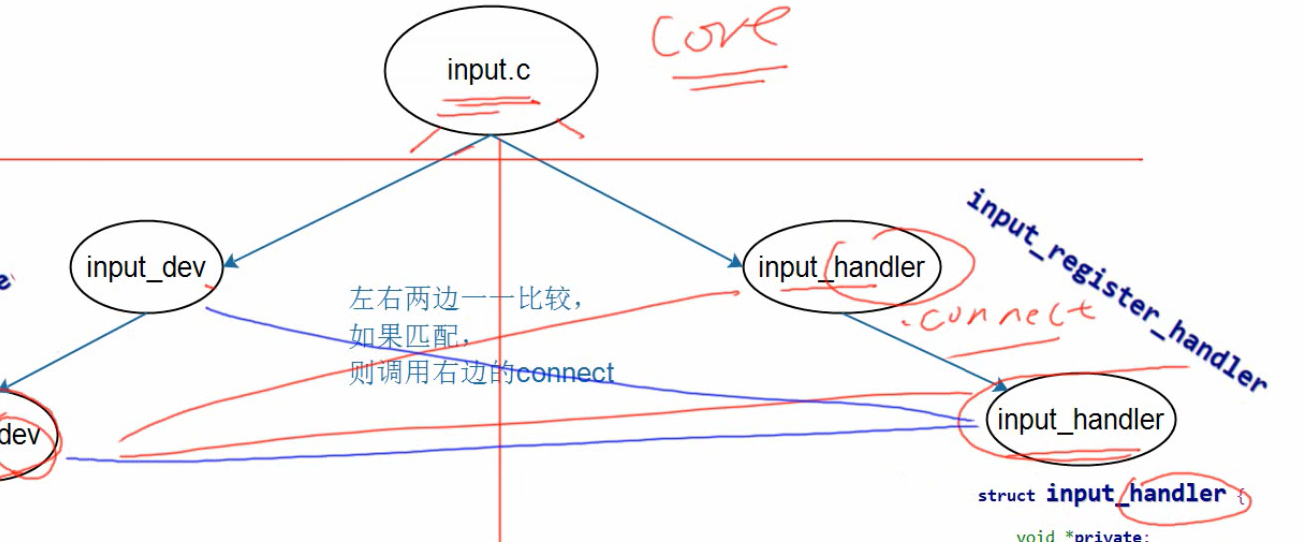 input.c
core
input_dev
input_handler
input_register_handler
左右两边一一比较，
如果匹配，
则调用右边的connect
.connect
dev
input_handler
struct input_handler {
void *private;